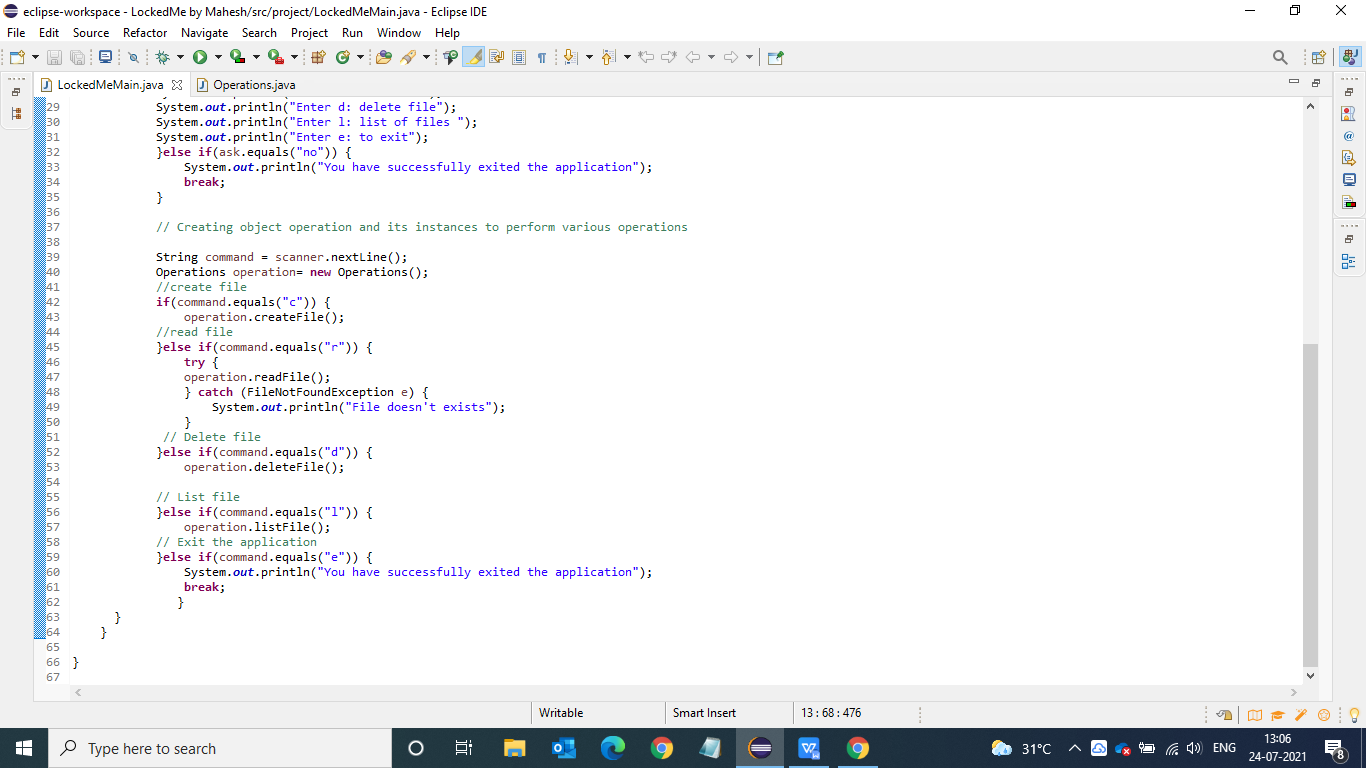 eclipse-workspace - LockedMe by Mahesh/src/project/LockedMeMain.java - Eclipse IDE
File Edit Source Refactor Navigate Search Project Run Window Help
LockedMeMain.java Operations.java
29 System.out.println("Enter d: delete file");
30 System.out.println("Enter l: list of files ");
31 System.out.println("Enter e: to exit");
32 }else if(ask.equals("no")) {
33 System.out.println("You have successfully exited the application");
34 break;
35 }
36
37 // Creating object operation and its instances to perform various operations
38
39 String command = scanner.nextLine();
40 Operations operation= new Operations();
41 //create file
42 if(command.equals("c")) {
43 operation.createFile();
44 //read file
45 }else if(command.equals("r")) {
46 try {
47 operation.readFile();
48 } catch (FileNotFoundException e) {
49 System.out.println("File doesn't exists");
50 }
51 // Delete file
52 }else if(command.equals("d")) {
53 operation.deleteFile();
54
55 // List file
56 }else if(command.equals("l")) {
57 operation.listFile();
58 // Exit the application
59 }else if(command.equals("e")) {
60 System.out.println("You have successfully exited the application");
61 break;
62 }
63 }
64 }
65
66 }
67
Writable Smart Insert 13 : 68 : 476
Type here to search 31°C ENG 13:06
24-07-2021 8